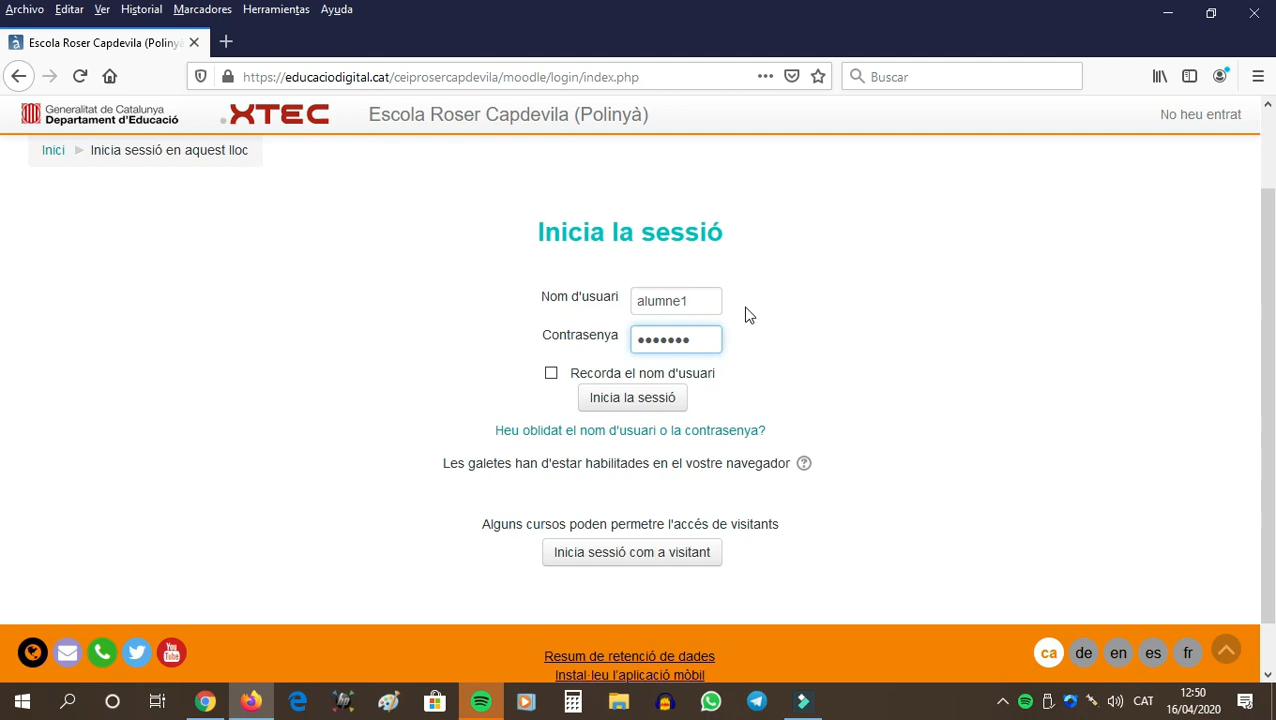 Archivo Editar Ver Historial Marcadores Herramientas Ayuda
Escola Roser Capdevila (Polinyà
https://educaciodigital.cat/ceiprosercapdevila/moodle/login/index.php
Buscar
Generalitat de Catalunya
Departament d'Educació
XTEC
Escola Roser Capdevila (Polinyà)
No heu entrat
Inici Inicia sessió en aquest lloc
Inicia la sessió
Nom d'usuari alumne1
Contrasenya •••••••
Recorda el nom d'usuari
Inicia la sessió
Heu oblidat el nom d'usuari o la contrasenya?
Les galetes han d'estar habilitades en el vostre navegador ?
Alguns cursos poden permetre l'accés de visitants
Inicia sessió com a visitant
You Tube
Resum de retenció de dades
ca de en es fr
Instal·leu l'aplicació mòbil
CAT
12:50
16/04/2020